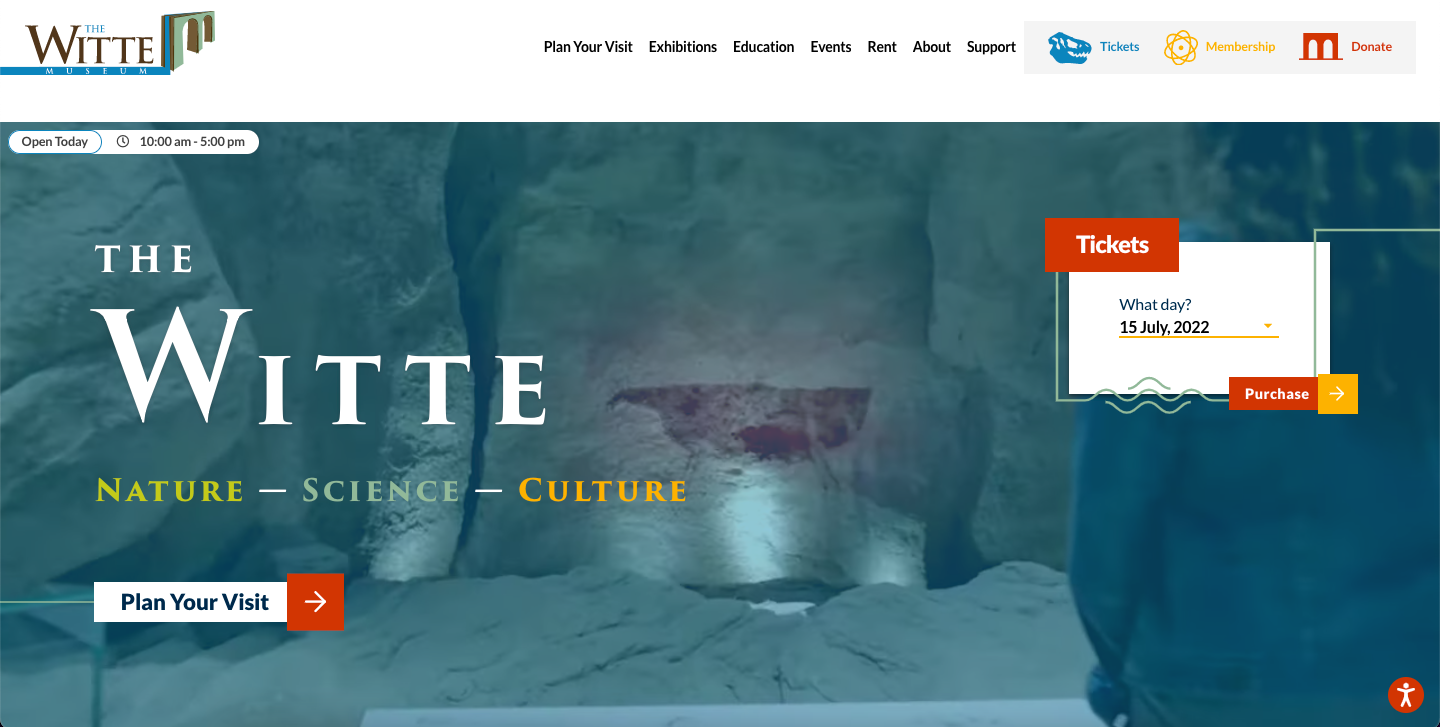 THE
WITTE
MUSEUM
Plan Your Visit Exhibitions Education Events Rent About Support Tickets Membership Donate
Open Today 10:00 am - 5:00 pm
THE
WITTE
NATURE — SCIENCE — CULTURE
Plan Your Visit
Tickets
What day?
15 July, 2022
Purchase